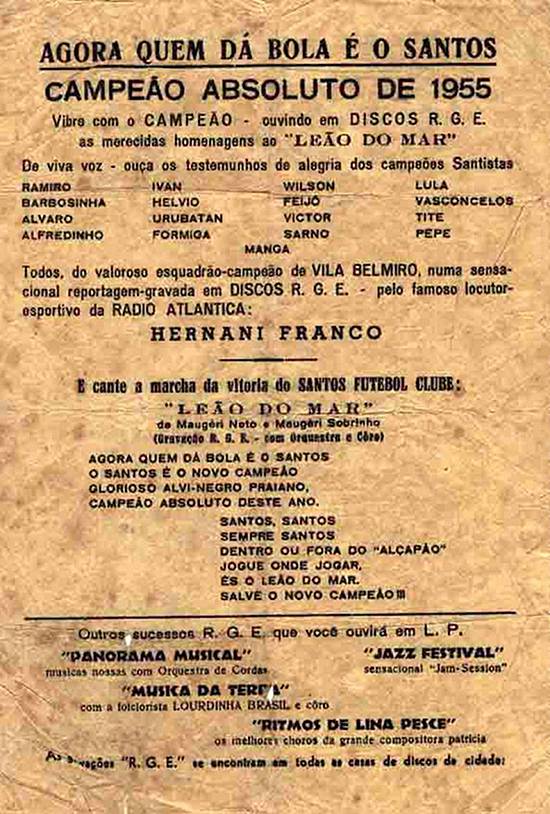 AGORA QUEM DÁ BOLA É O SANTOS
CAMPEÃO ABSOLUTO DE 1955
Vibre com o CAMPEÃO - ouvindo em DISCOS R. G. E.
as merecidas homenagens ao "LEÃO DO MAR"
De viva voz - ouça os testemunhos de alegria dos campeões Santistas
RAMIRO IVAN WILSON LULA
BARBOSINHA HELVIO FEIJÓ VASCONCELOS
ALVARO URUBATAN VICTOR TITE
ALFREDINHO FORMIGA SARNO PEPE
MANGA
Todos, do valoroso esquadrão-campeão de VILA BELMIRO, numa sensa-
cional reportagem-gravada em DISCOS R. G. E. - pelo famoso locutor-
esportivo da RADIO ATLANTICA:
HERNANI FRANCO
E cante a marcha da vitoria do SANTOS FUTEBOL CLUBE:
"LEÃO DO MAR"
de Maugéri Neto e Maugéri Sobrinho
(Gravação R. G. E. - com Orquestra e Côro)
AGORA QUEM DÁ BOLA É O SANTOS
O SANTOS É O NOVO CAMPEÃO
GLORIOSO ALVI-NEGRO PRAIANO,
CAMPEÃO ABSOLUTO DESTE ANO.
SANTOS, SANTOS
SEMPRE SANTOS
DENTRO OU FORA DO "ALÇAPÃO"
JOGUE ONDE JOGAR,
ÉS O LEÃO DO MAR.
SALVE O NOVO CAMPEÃO!!!
Outros sucessos R. G. E. que você ouvirá em L. P.
"PANORAMA MUSICAL" "JAZZ FESTIVAL"
musicas nossas com Orquestra de Cordas sensacional "Jam-Session"
"MUSICA DA TERRA"
com a folclorista LOURDINHA BRASIL e côro
"RITMOS DE LINA PESCE"
os melhores choros da grande compositora patricia
"R. G. E." se encontram em todas as casas de discos da cidade: